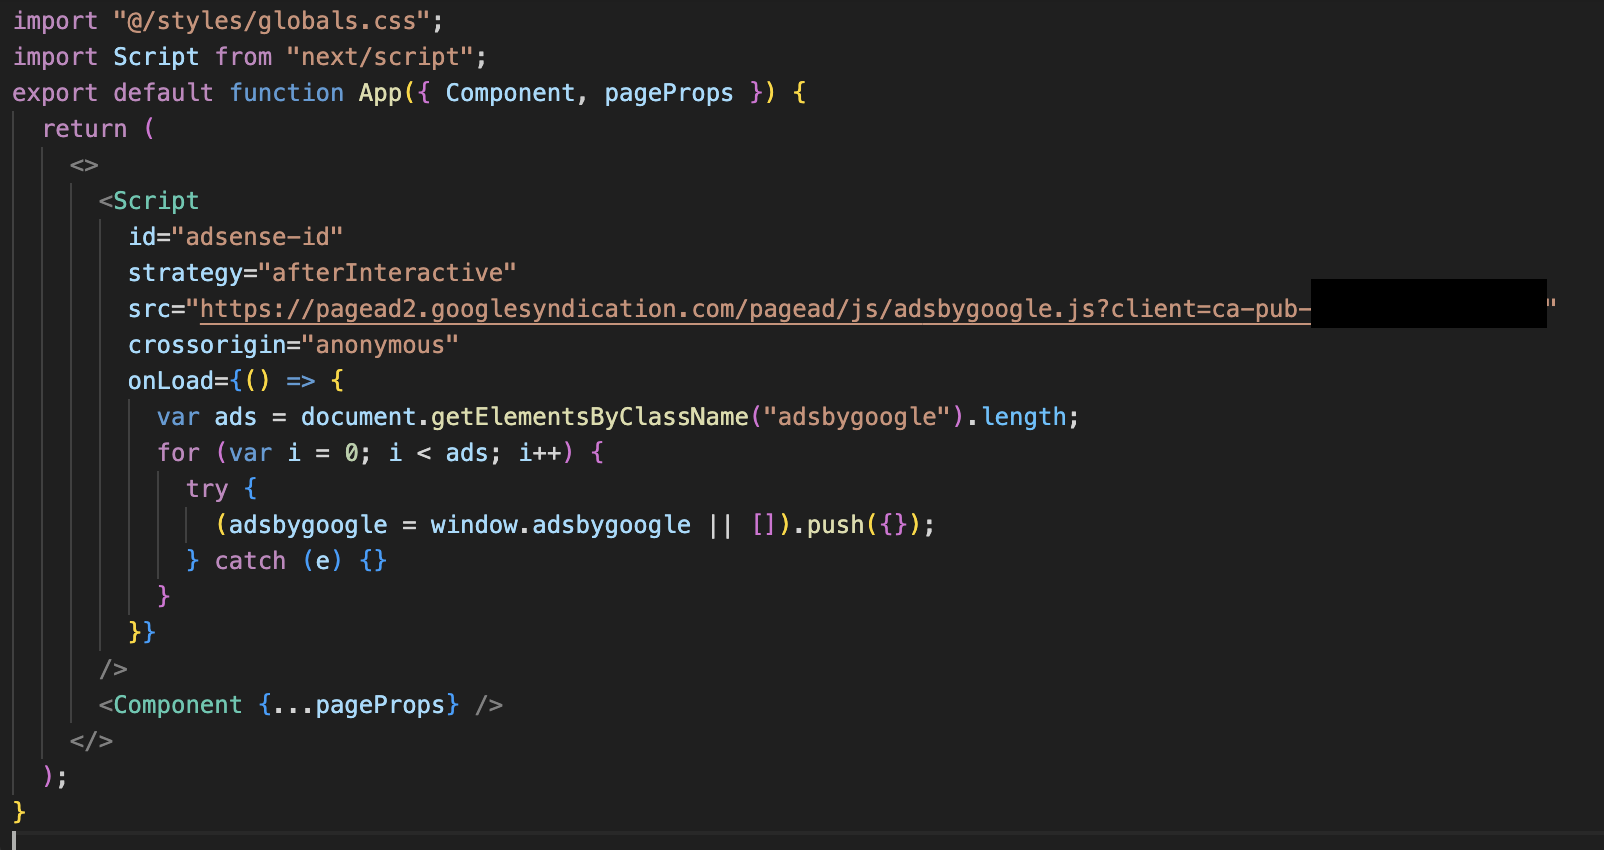 import "@/styles/globals.css";
import Script from "next/script";
export default function App({ Component, pageProps }) {
  return (
    <>
      <Script
        id="adsense-id"
        strategy="afterInteractive"
        src="https://pagead2.googlesyndication.com/pagead/js/adsbygoogle.js?client=ca-pub-"
        crossorigin="anonymous"
        onLoad={() => {
          var ads = document.getElementsByClassName("adsbygoogle").length;
          for (var i = 0; i < ads; i++) {
            try {
              (adsbygoogle = window.adsbygoogle || []).push({});
            } catch (e) {}
          }
        }}
      />
      <Component {...pageProps} />
    </>
  );
}